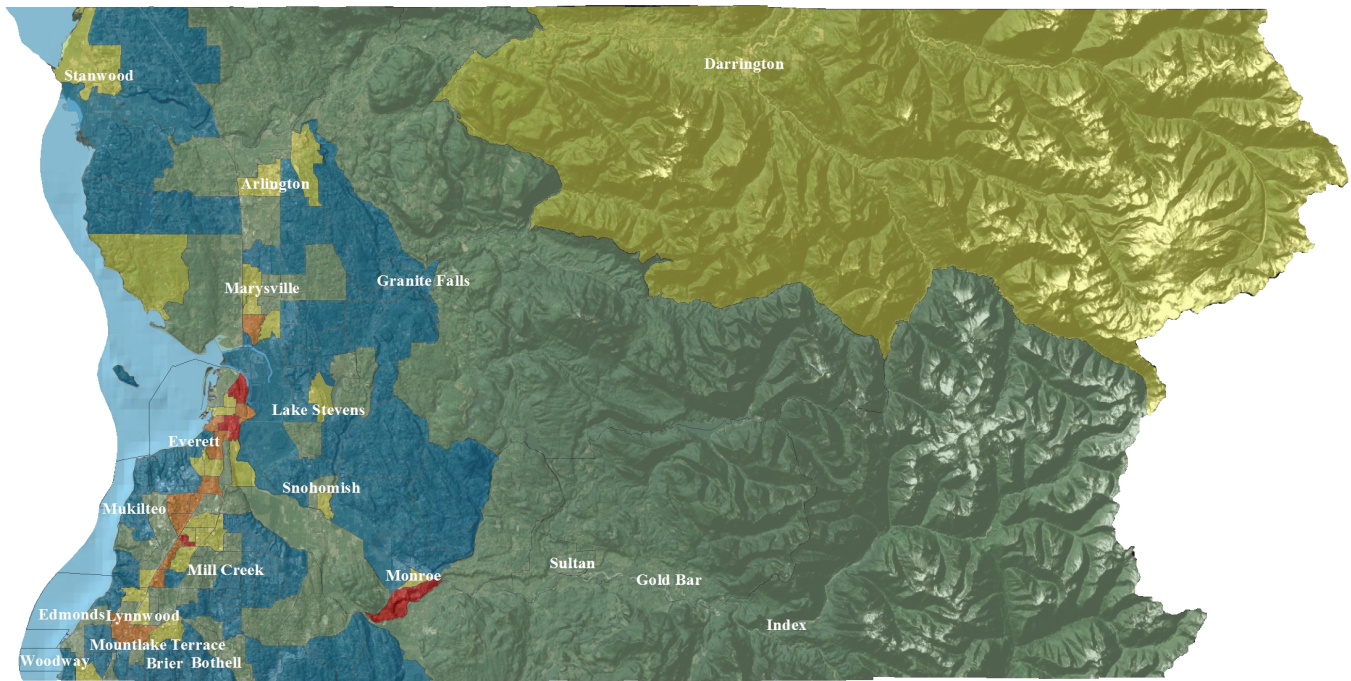 Darrington
Stanwood
Arlington
Granite Falls
Marysville
Lake Stevens
Everett
Snohomish
Mukilteo
Sultan
Mill Creek
Monroe
Gold Bar
Edmonds Lynnwood
Index
Mountlake Terrace
Woodway
Brier Bothell